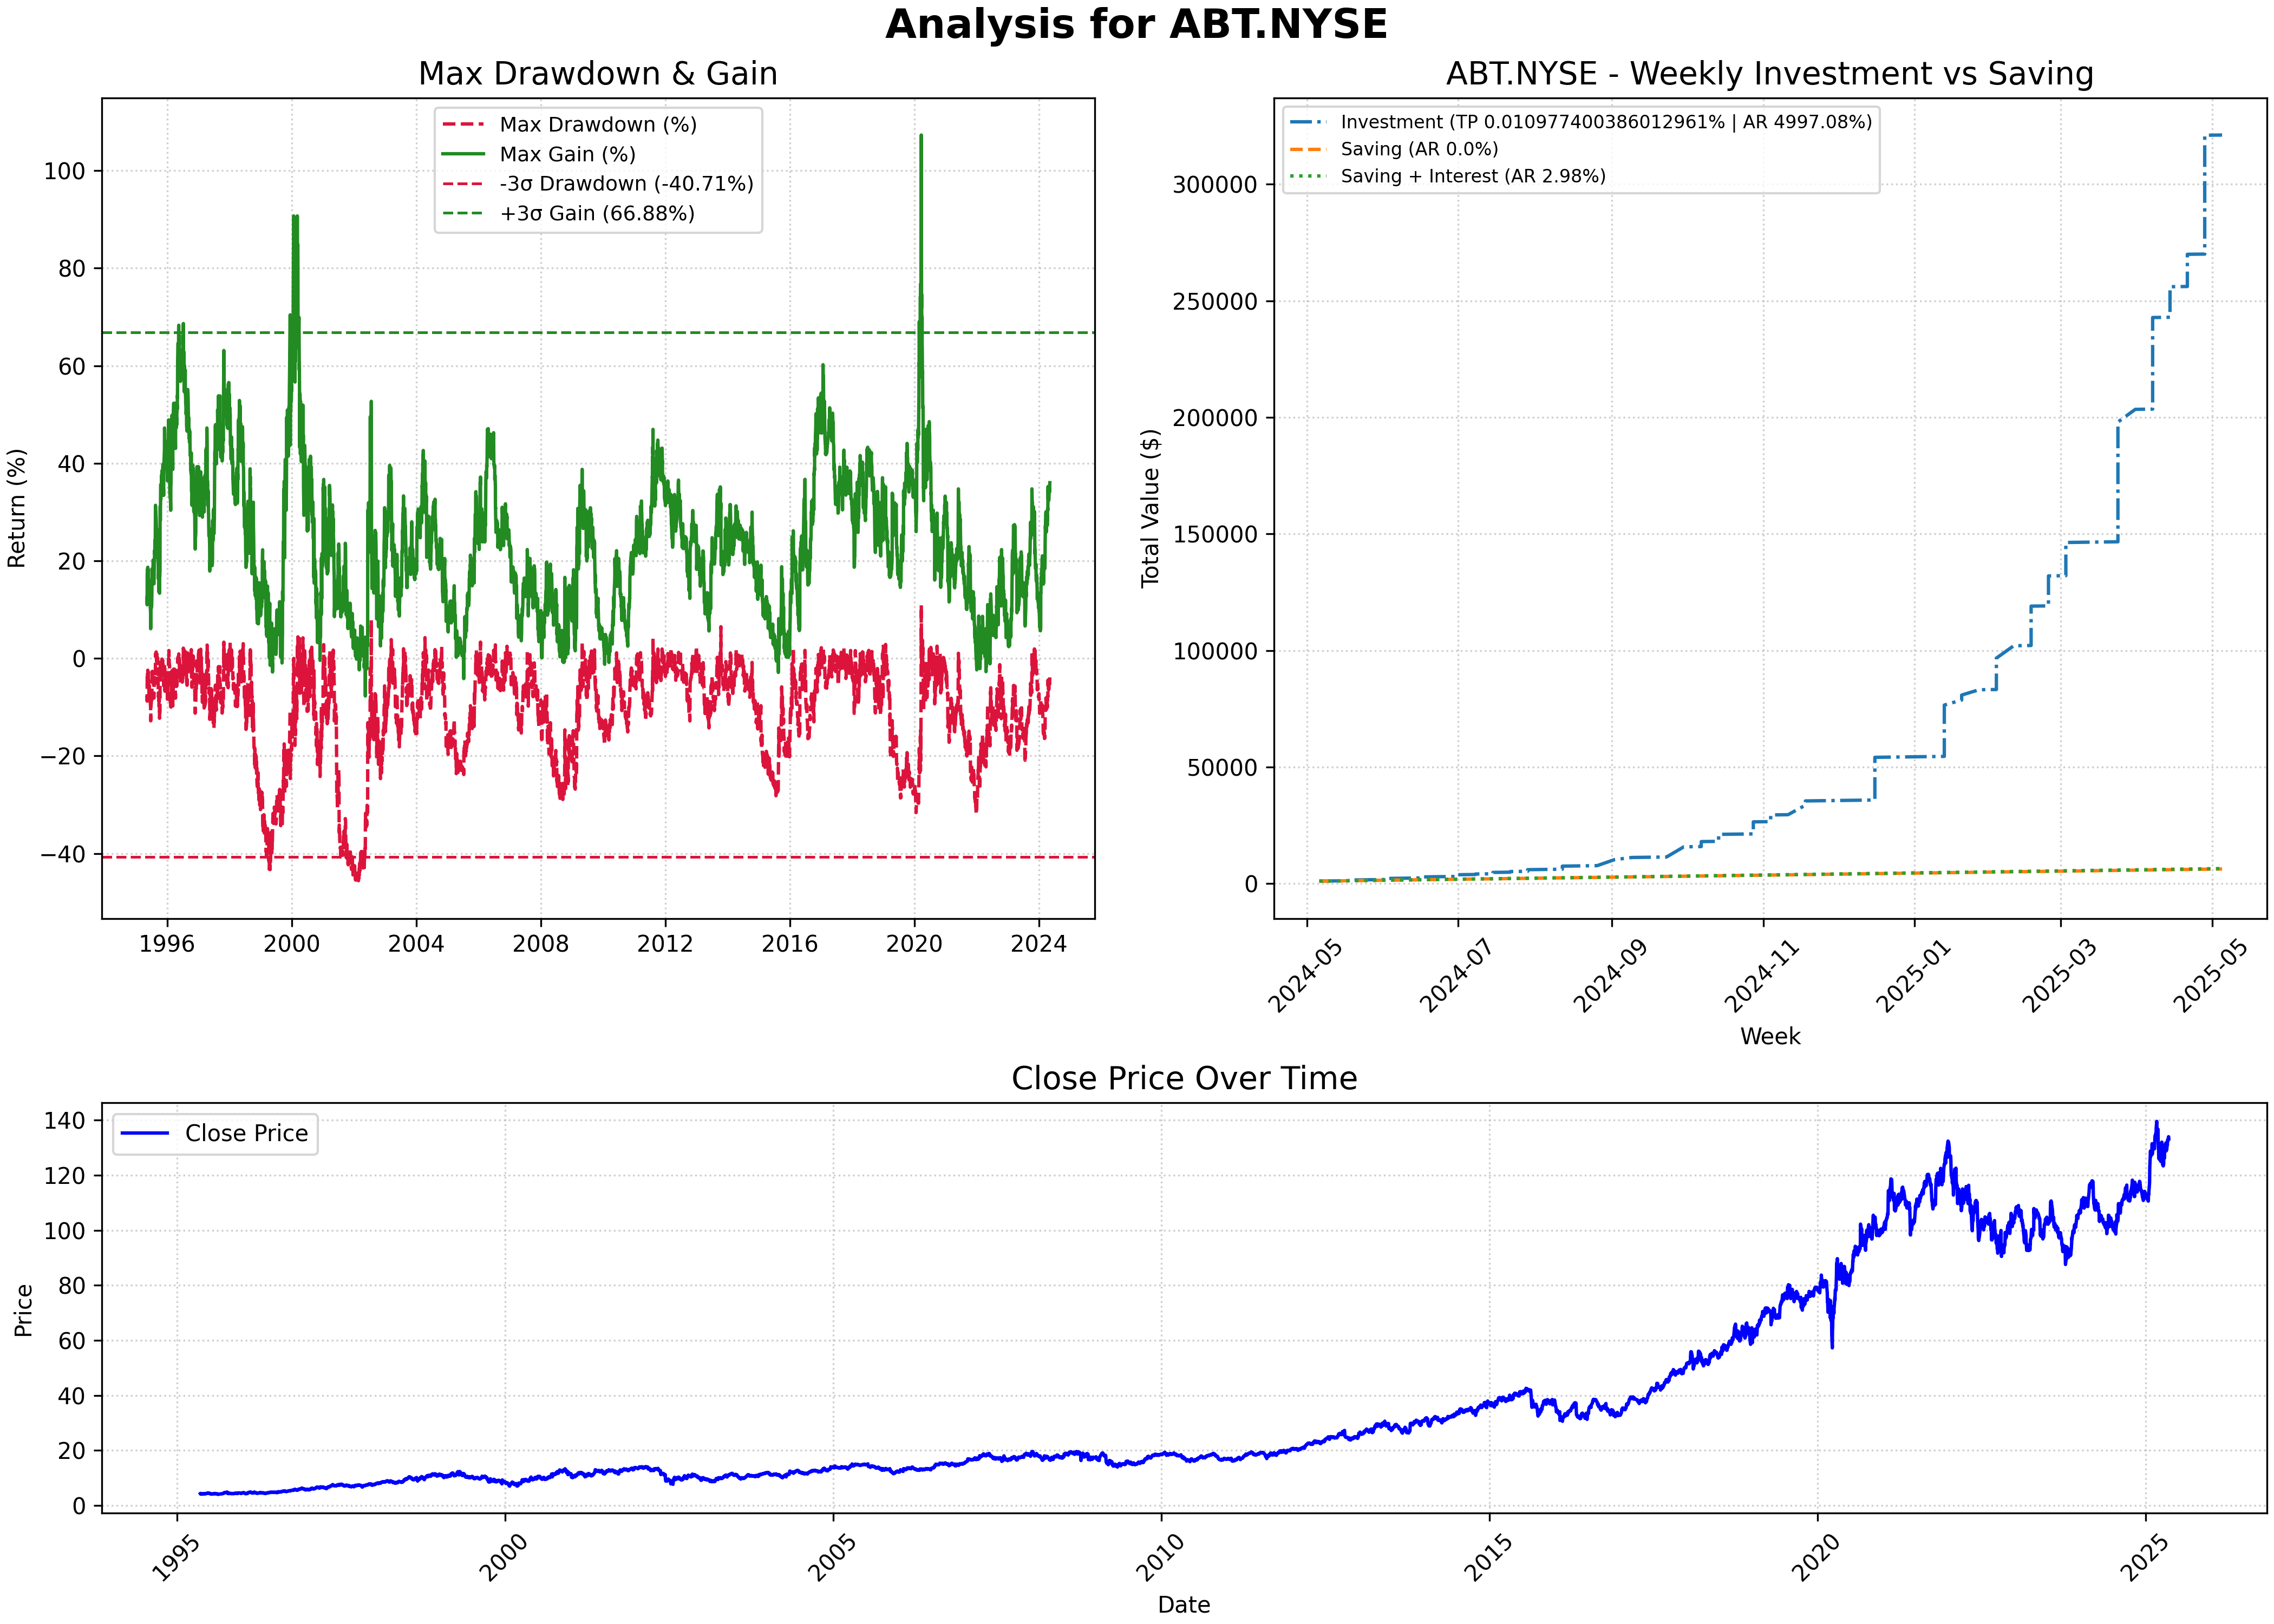 Analysis for ABT.NYSE
Max Drawdown & Gain
Max Drawdown (%)
Max Gain (%)
-3σ Drawdown (-40.71%)
+3σ Gain (66.88%)
Return (%)
100
80
60
40
20
0
−20
−40
1996
2000
2004
2008
2012
2016
2020
2024
ABT.NYSE - Weekly Investment vs Saving
Investment (TP 0.010977400386012961% | AR 4997.08%)
Saving (AR 0.0%)
Saving + Interest (AR 2.98%)
Total Value ($)
300000
250000
200000
150000
100000
50000
0
2024-05
2024-07
2024-09
2024-11
2025-01
2025-03
2025-05
Week
Close Price Over Time
Close Price
Price
140
120
100
80
60
40
20
0
1995
2000
2005
2010
2015
2020
2025
Date